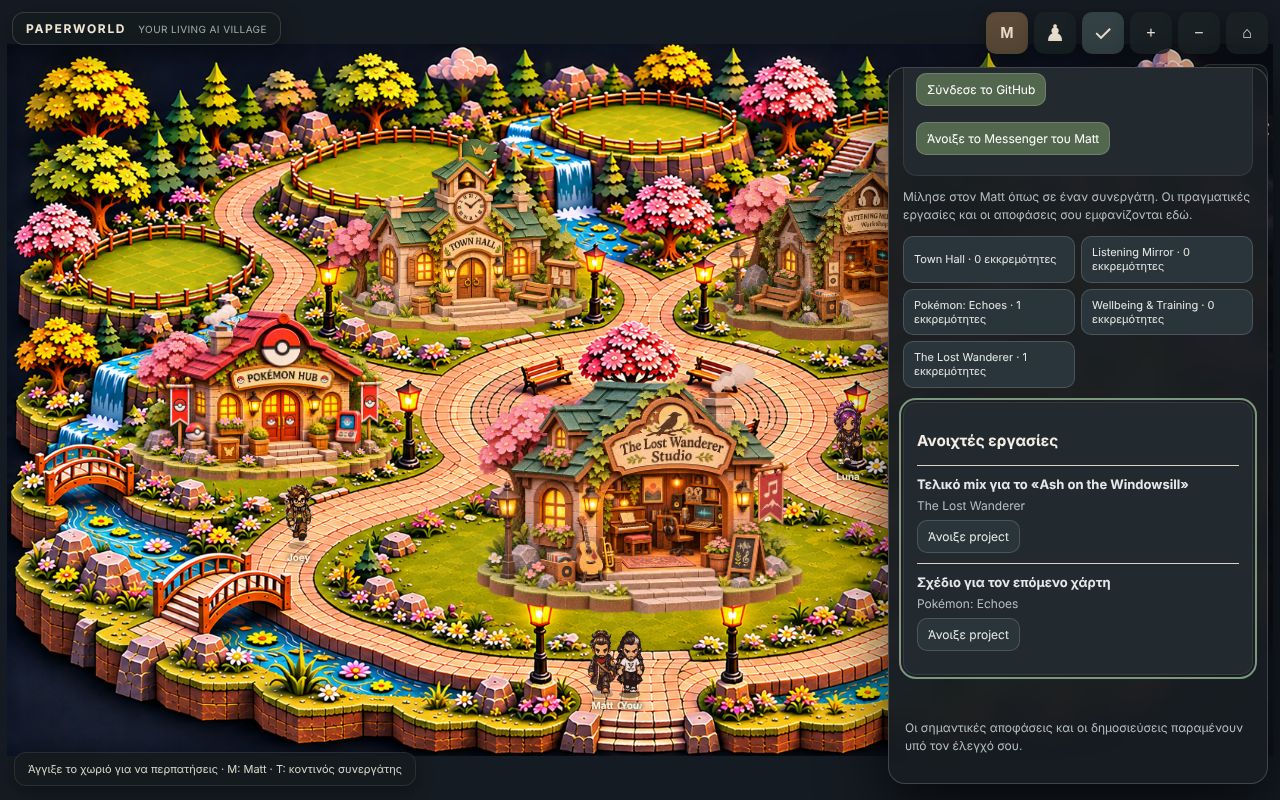 PAPERWORLD YOUR LIVING AI VILLAGE
M + −
Σύνδεσε το GitHub
Άνοιξε το Messenger του Matt
Μίλησε στον Matt όπως σε έναν συνεργάτη. Οι πραγματικές
εργασίες και οι αποφάσεις σου εμφανίζονται εδώ.
Town Hall · 0 εκκρεμότητες
Listening Mirror · 0
εκκρεμότητες
Pokémon: Echoes · 1
εκκρεμότητες
Wellbeing & Training · 0
εκκρεμότητες
The Lost Wanderer · 1
εκκρεμότητες
Ανοιχτές εργασίες
Τελικό mix για το «Ash on the Windowsill»
The Lost Wanderer
Άνοιξε project
Σχέδιο για τον επόμενο χάρτη
Pokémon: Echoes
Άνοιξε project
Οι σημαντικές αποφάσεις και οι δημοσιεύσεις παραμένουν
υπό τον έλεγχό σου.
TOWN HALL
LISTENING
Workshop
POKÉMON HUB
The Lost Wanderer
Studio
Luna
Joey
Matt You
Άγγιξε το χωριό για να περπατήσεις · M: Matt · T: κοντινός συνεργάτης